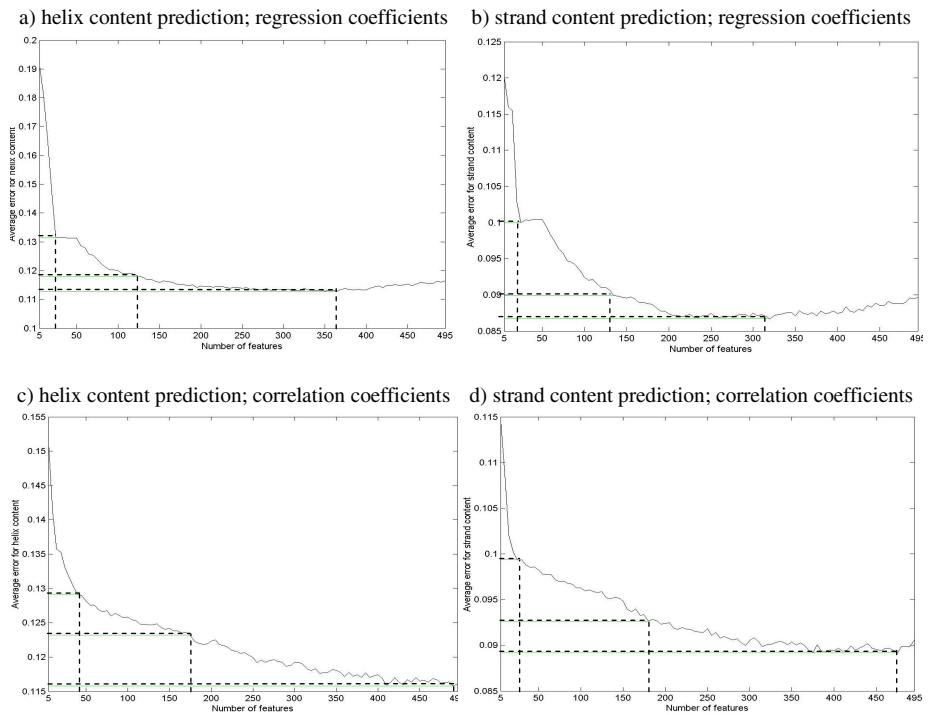 a) helix content prediction; regression coefficients
0.2
0.19
0.18
0.17
0.16
0.15
0.14
0.13
0.12
0.11
0.1
Average error for helix content
5 50 100 150 200 250 300 350 400 450 495
Number of features
b) strand content prediction; regression coefficients
0.125
0.12
0.115
0.11
0.105
0.1
0.095
0.09
0.085
Average error for strand content
5 50 100 150 200 250 300 350 400 450 495
Number of features
c) helix content prediction; correlation coefficients
0.155
0.15
0.145
0.14
0.135
0.13
0.125
0.12
0.115
Average error for helix content
5 50 100 150 200 250 300 350 400 450 49
Number of features
d) strand content prediction; correlation coefficients
0.115
0.11
0.105
0.1
0.095
0.09
0.085
Average error for strand content
5 50 100 150 200 250 300 350 400 450 495
Number of features